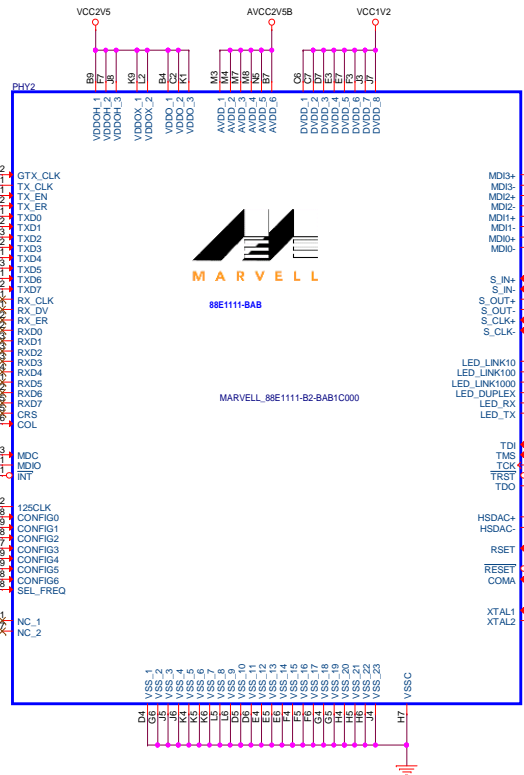 VCC2V5 AVCC2V5B VCC1V2
B9 F7 J8 K9 L2 B4 C2 K1 M3 M4 M7 M8 N5 B7 C6 C7 D7 E3 E7 F3 J3 J7
PHY2
VDDOH_1 VDDOH_2 VDDOH_3 VDDOX_1 VDDOX_2 VDDO_1 VDDO_2 VDDO_3 AVDD_1 AVDD_2 AVDD_3 AVDD_4 AVDD_5 AVDD_6 DVDD_1 DVDD_2 DVDD_3 DVDD_4 DVDD_5 DVDD_6 DVDD_7 DVDD_8
GTX_CLK
TX_CLK
TX_EN
TX_ER
TXD0
TXD1
TXD2
TXD3
TXD4
TXD5
TXD6
TXD7
RX_CLK
RX_DV
RX_ER
RXD0
RXD1
RXD2
RXD3
RXD4
RXD5
RXD6
RXD7
CRS
COL
MDC
MDIO
INT
125CLK
CONFIG0
CONFIG1
CONFIG2
CONFIG3
CONFIG4
CONFIG5
CONFIG6
SEL_FREQ
NC_1
NC_2
MARVELL
88E1111-BAB
MARVELL_88E1111-B2-BAB1C000
MDI3+
MDI3-
MDI2+
MDI2-
MDI1+
MDI1-
MDI0+
MDI0-
S_IN+
S_IN-
S_OUT+
S_OUT-
S_CLK+
S_CLK-
LED_LINK10
LED_LINK100
LED_LINK1000
LED_DUPLEX
LED_RX
LED_TX
TDI
TMS
TCK
TRST
TDO
HSDAC+
HSDAC-
RSET
RESET
COMA
XTAL1
XTAL2
VSS_1 VSS_2 VSS_3 VSS_4 VSS_5 VSS_6 VSS_7 VSS_8 VSS_9 VSS_10 VSS_11 VSS_12 VSS_13 VSS_14 VSS_15 VSS_16 VSS_17 VSS_18 VSS_19 VSS_20 VSS_21 VSS_22 VSS_23 VSSC
D4 G6 J5 J6 K4 K5 K6 L5 L6 D5 D6 E4 E5 E6 F4 F5 F6 G4 G5 H4 H5 H6 J4 H7